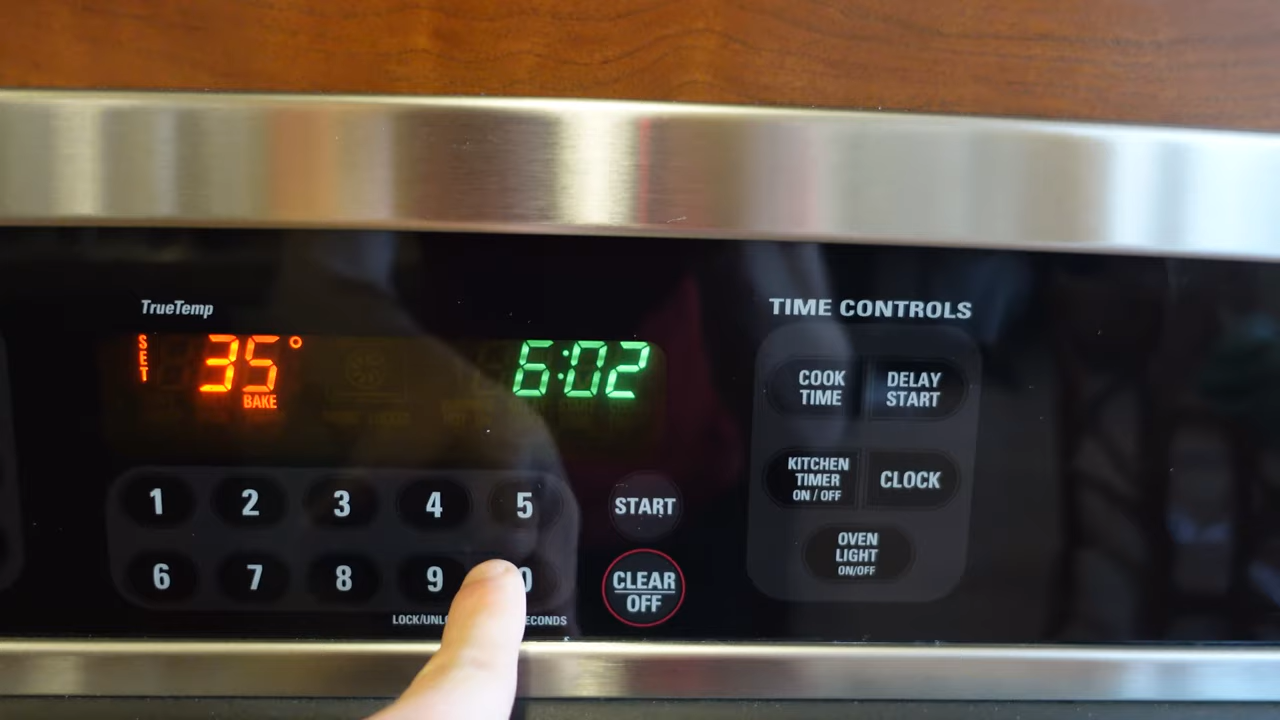 TrueTemp
TIME CONTROLS
SET
35°
BAKE
6:02
COOK
TIME
DELAY
START
KITCHEN
TIMER
ON / OFF
CLOCK
OVEN
LIGHT
ON/OFF
1 2 3 4 5
START
6 7 8 9 0
CLEAR
OFF